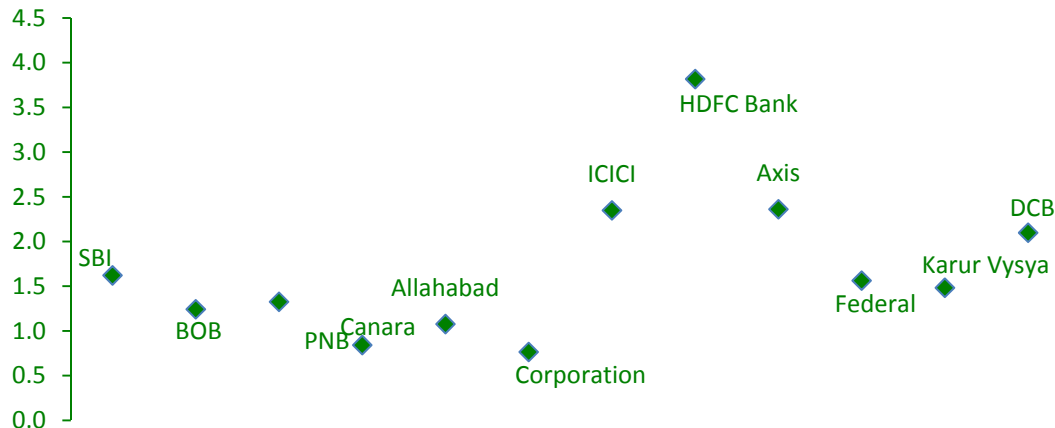 4.5
4.0
3.5
3.0
2.5
2.0
1.5
1.0
0.5
0.0
SBI
BOB
PNB
Canara
Allahabad
Corporation
ICICI
HDFC Bank
Axis
Federal
Karur Vysya
DCB